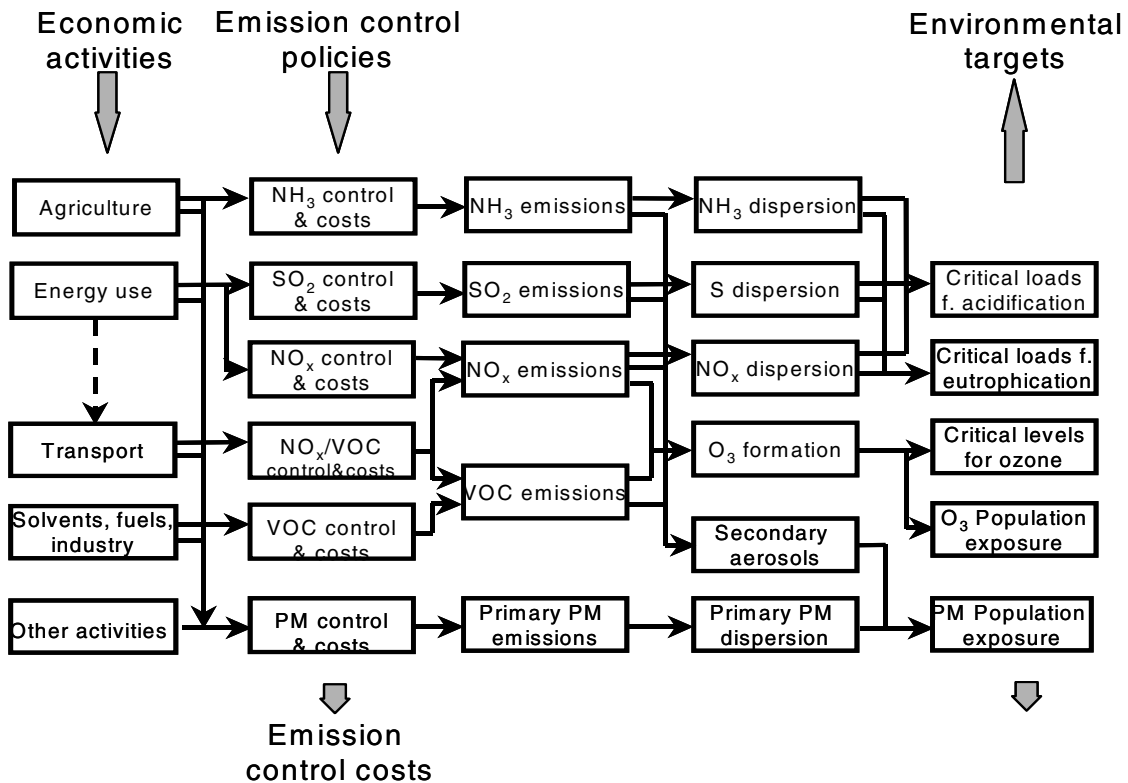 Economic
activities
Emission control
policies
Environmental
targets
Agriculture
NH₃ control
& costs
NH₃ emissions
NH₃ dispersion
Energy use
SO₂ control
& costs
SO₂ emissions
S dispersion
Critical loads
f. acidification
NOₓ control
& costs
NOₓ emissions
NOₓ dispersion
Critical loads f.
eutrophication
Transport
NOₓ/VOC
control&costs
O₃ formation
Critical levels
for ozone
VOC emissions
Solvents, fuels,
industry
VOC control
& costs
Secondary
aerosols
O₃ Population
exposure
Other activities
PM control
& costs
Primary PM
emissions
Primary PM
dispersion
PM Population
exposure
Emission
control costs